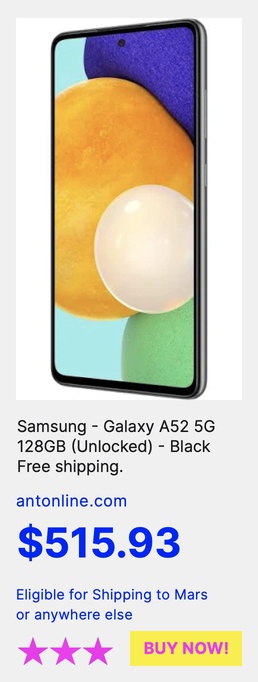 Samsung - Galaxy A52 5G
128GB (Unlocked) - Black
Free shipping.
antonline.com
$515.93
Eligible for Shipping to Mars
or anywhere else
BUY NOW!